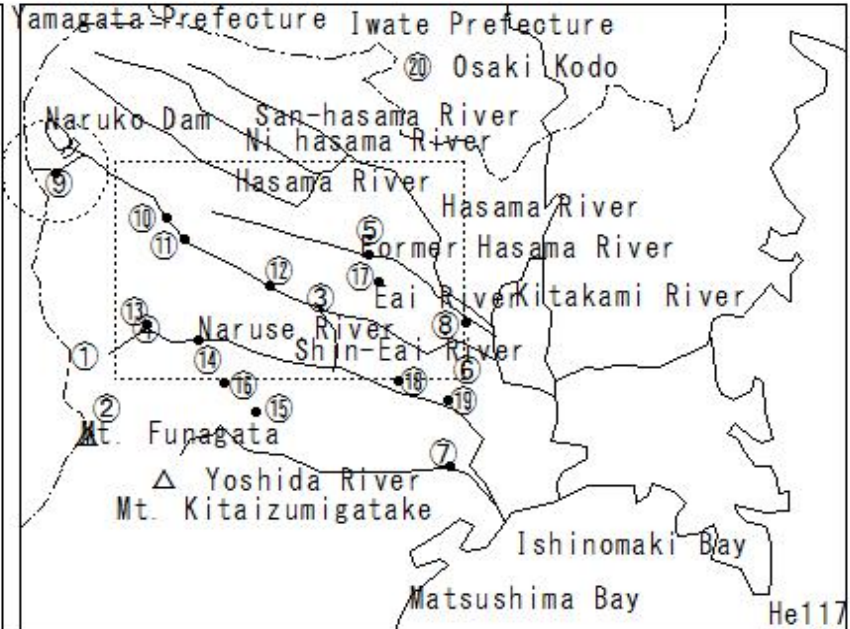 Yamagata Prefecture
Iwate Prefecture
⑳ Osaki Kodo
Naruko Dam
San-hasama River
Ni hasama River
⑨
Hasama River
Hasama River
⑩
⑤
⑪
Former Hasama River
⑫
⑰
③
Eai River
Kitakami River
⑬
④
Naruse River
⑧
①
⑭
Shin-Eai River
⑥
⑯
⑱
②
⑮
⑲
Mt. Funagata
⑦
Yoshida River
Mt. Kitaizumigatake
Ishinomaki Bay
Matsushima Bay
He117